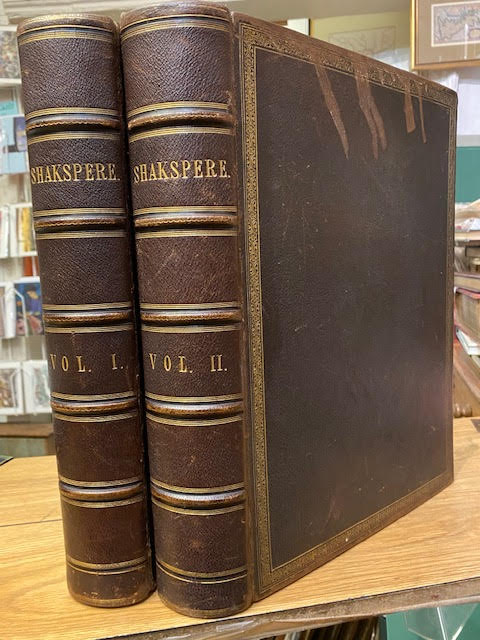 SHAKSPERE.
VOL. I.
SHAKSPERE.
VOL. II.